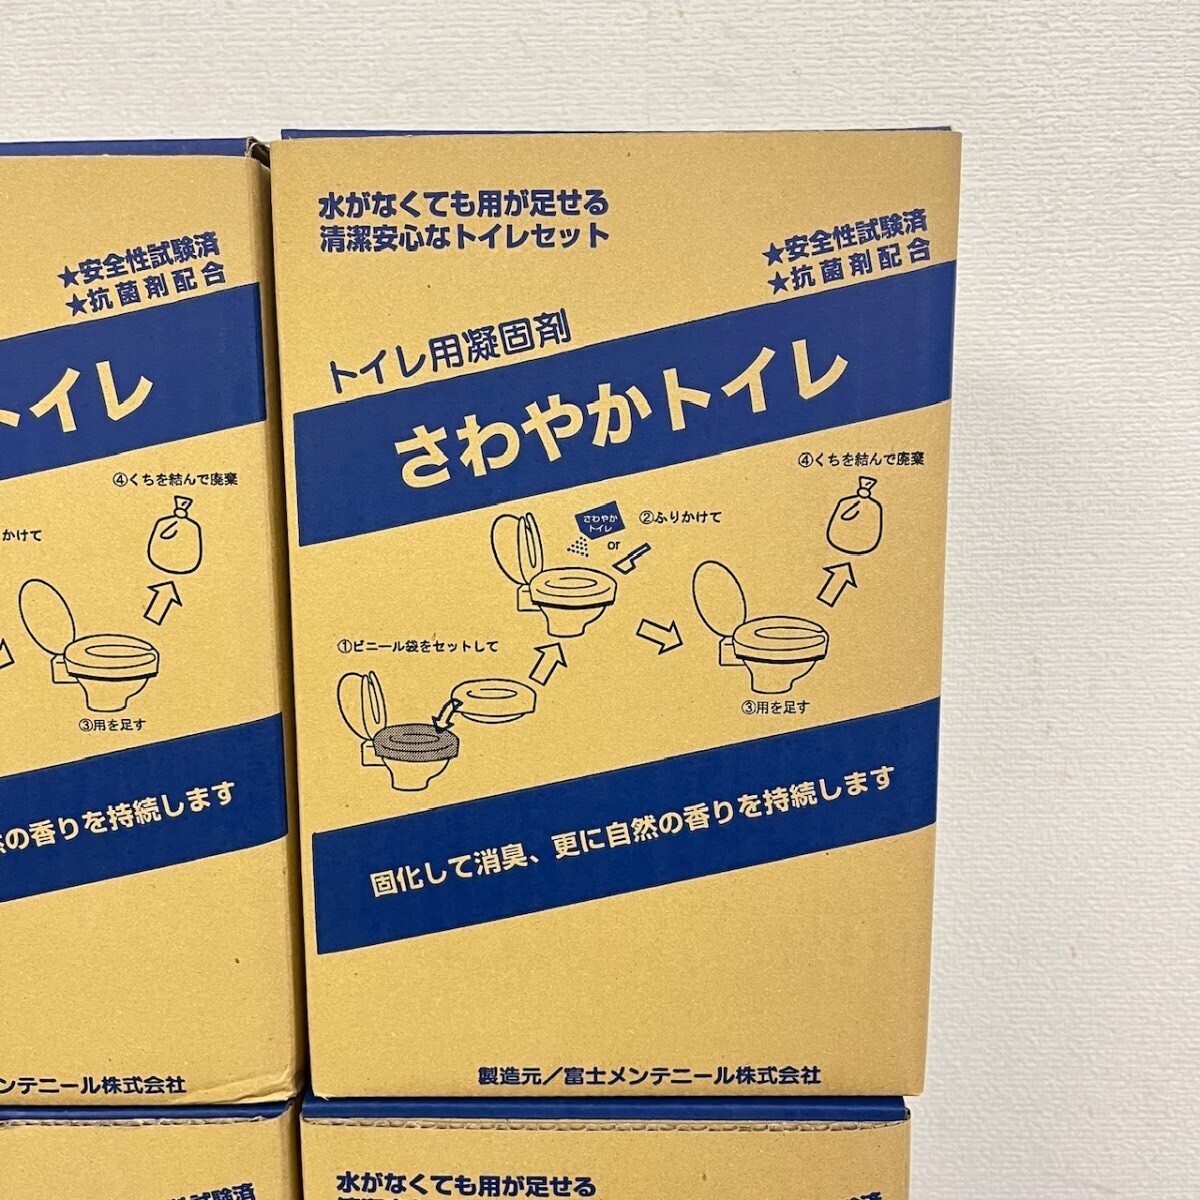 水がなくても用が足せる
清潔安心なトイレセット
★安全性試験済
★抗菌剤配合
トイレ用凝固剤
さわやかトイレ
④くちを結んで廃棄
さわやか
トイレ
②ふりかけて
or
①ビニール袋をセットして
③用を足す
固化して消臭、更に自然の香りを持続します
製造元／富士メンテニール株式会社
★安全性試験済
★抗菌剤配合
トイレ
④くちを結んで廃棄
かけて
③用を足す
の香りを持続します
ンテニール株式会社
水がなくても用が足せる